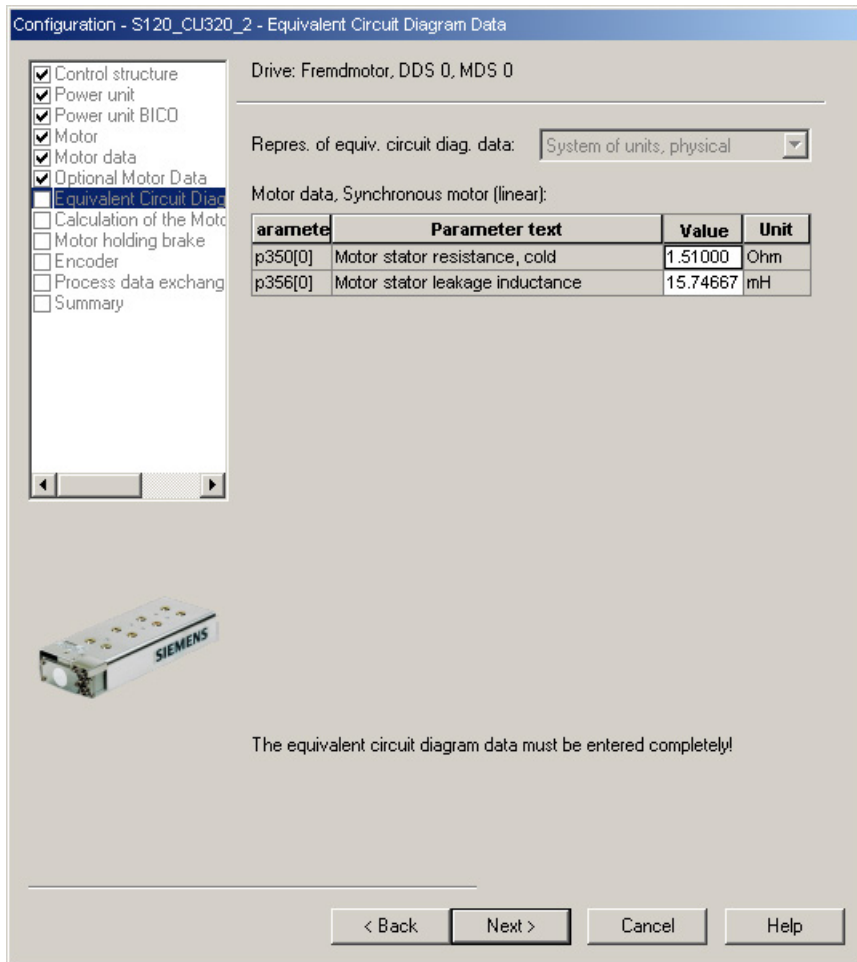 Configuration - S120_CU320_2 - Equivalent Circuit Diagram Data
Control structure
Power unit
Power unit BICO
Motor
Motor data
Optional Motor Data
Equivalent Circuit Diag
Calculation of the Moto
Motor holding brake
Encoder
Process data exchang
Summary
Drive: Fremdmotor, DDS 0, MDS 0
Repres. of equiv. circuit diag. data: System of units, physical
Motor data, Synchronous motor (linear):
aramete Parameter text Value Unit
p350[0] Motor stator resistance, cold 1.51000 Ohm
p356[0] Motor stator leakage inductance 15.74667 mH
SIEMENS
The equivalent circuit diagram data must be entered completely!
< Back Next > Cancel Help